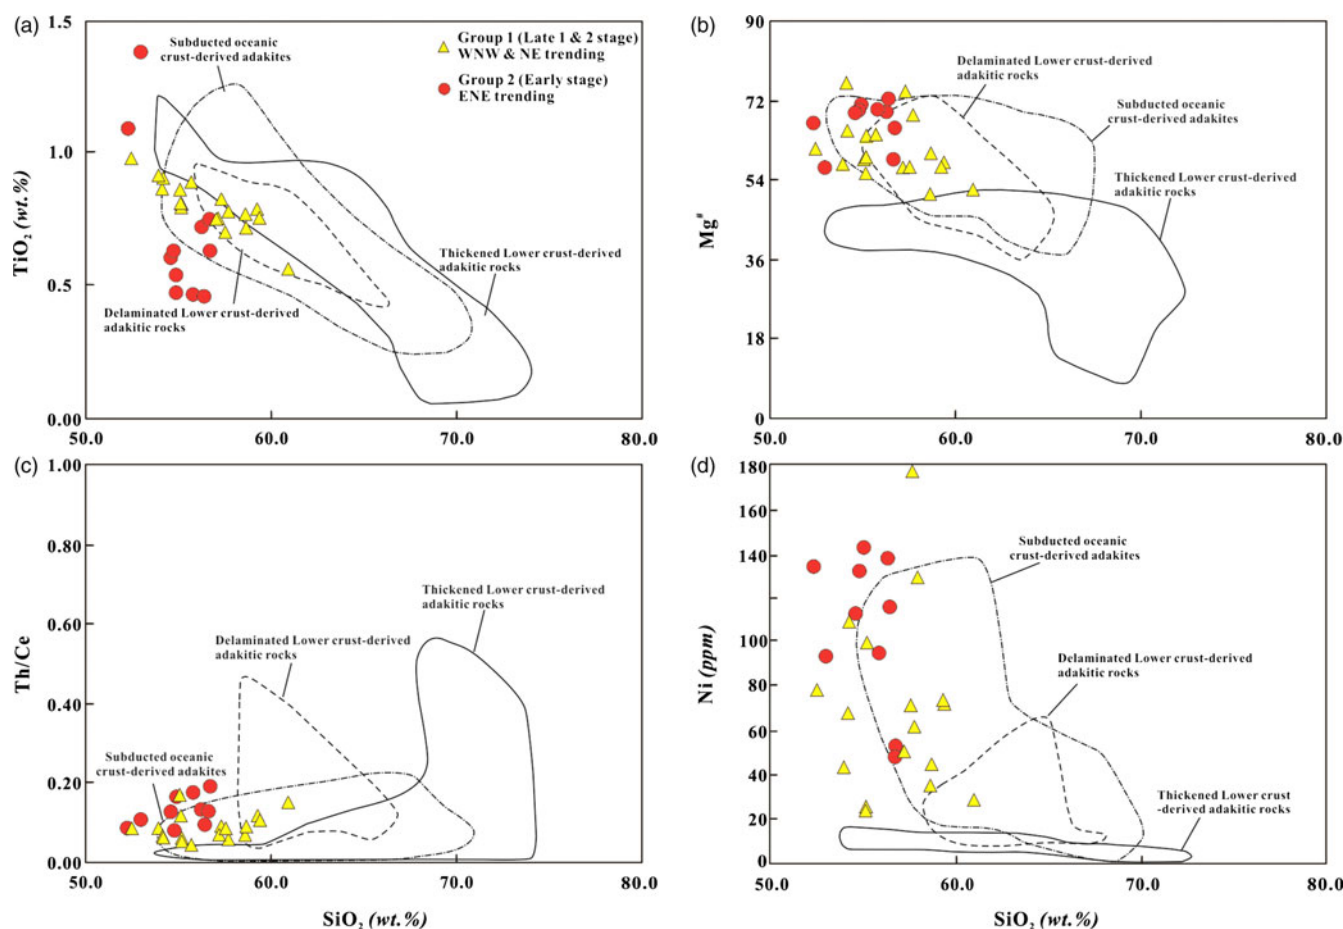 (a)
1.5
1.0
0.5
0.00
TiO₂ (wt.%)
50.0
60.0
70.0
80.0
Subducted oceanic
crust-derived adakites
Group 1 (Late 1 & 2 stage)
WNW & NE trending
Group 2 (Early stage)
ENE trending
Thickened Lower crust-derived
adakitic rocks
Delaminated Lower crust-derived
adakitic rocks
(b)
90
72
54
36
18
0
Mg#
50.0
60.0
70.0
80.0
Delaminated Lower crust-derived
adakitic rocks
Subducted oceanic
crust-derived adakites
Thickened Lower crust-derived
adakitic rocks
(c)
1.00
0.80
0.60
0.40
0.20
0.00
Th/Ce
50.0
60.0
70.0
80.0
SiO₂ (wt.%)
Thickened Lower crust-derived
adakitic rocks
Delaminated Lower crust-derived
adakitic rocks
Subducted oceanic
crust-derived adakites
(d)
180
160
140
120
100
80
60
40
20
0
Ni (ppm)
50.0
60.0
70.0
80.0
SiO₂ (wt.%)
Subducted oceanic
crust-derived adakites
Delaminated Lower crust-derived
adakitic rocks
Thickened Lower crust
-derived adakitic rocks